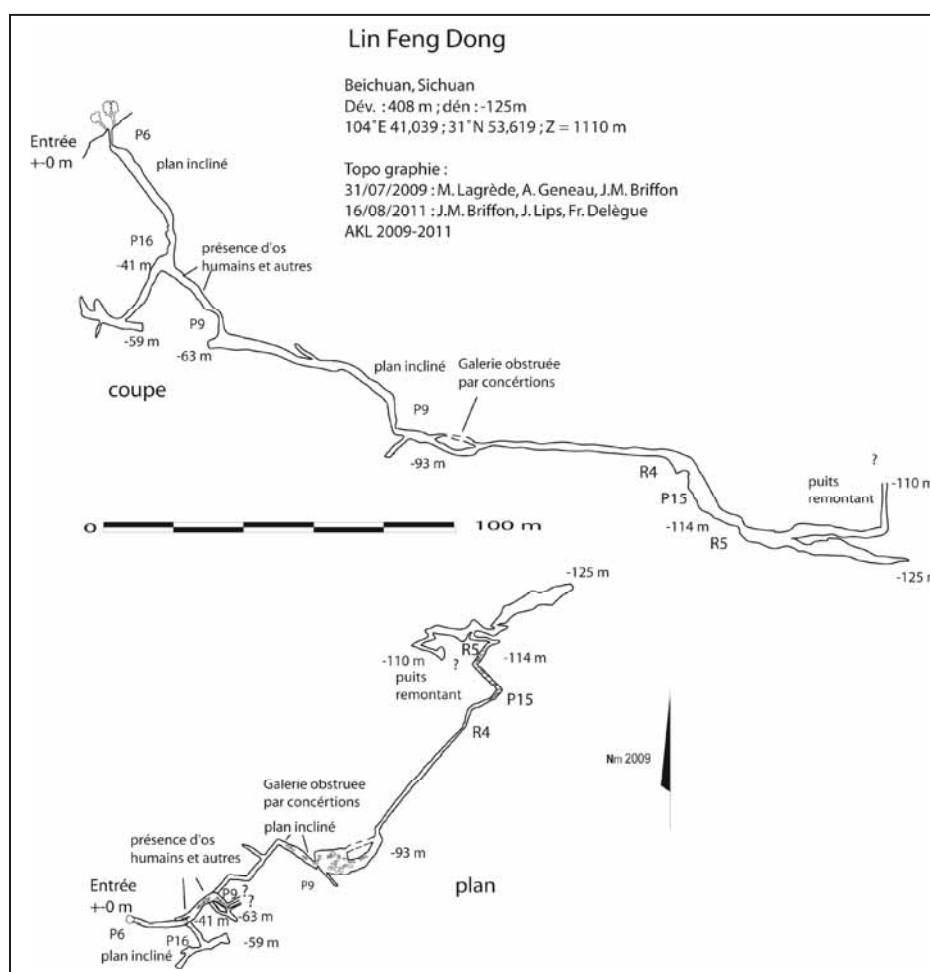 Lin Feng Dong
Beichuan, Sichuan
Dév. : 408 m ; dén : -125m
104°E 41,039 ; 31°N 53,619 ; Z = 1110 m
Topo graphie :
31/07/2009 : M. Lagrède, A. Geneau, J.M. Briffon
16/08/2011 : J.M. Briffon, J. Lips, Fr. Delègue
AKL 2009-2011
Entrée
+-0 m
P6
plan incliné
P16
-41 m
présence d'os
humains et autres
P9
-59 m
-63 m
coupe
plan incliné
Galerie obstruée
par concértions
P9
-93 m
R4
P15
-114 m
R5
?
puits
remontant
-110 m
-125 m
0
100 m
-125 m
R5
-114 m
-110 m
?
puits
remontant
P15
R4
Nm 2009
Galerie obstruée
par concértions
plan incliné
présence d'os
humains et autres
-93 m
P9
plan
Entrée
+-0 m
P9
?
?
-41 m
-63 m
P6
P16
-59 m
plan incliné